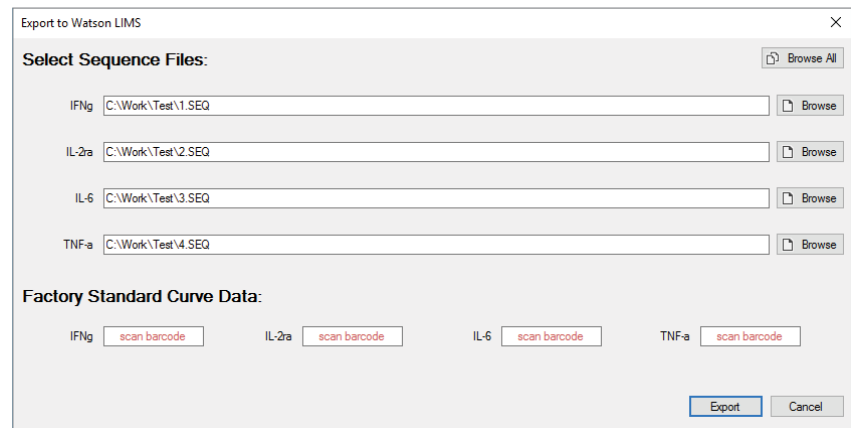 Export to Watson LIMS
Select Sequence Files:
Browse All
IFNg C:\Work\Test\1.SEQ Browse
IL-2ra C:\Work\Test\2.SEQ Browse
IL-6 C:\Work\Test\3.SEQ Browse
TNF-a C:\Work\Test\4.SEQ Browse
Factory Standard Curve Data:
IFNg scan barcode IL-2ra scan barcode IL-6 scan barcode TNF-a scan barcode
Export Cancel